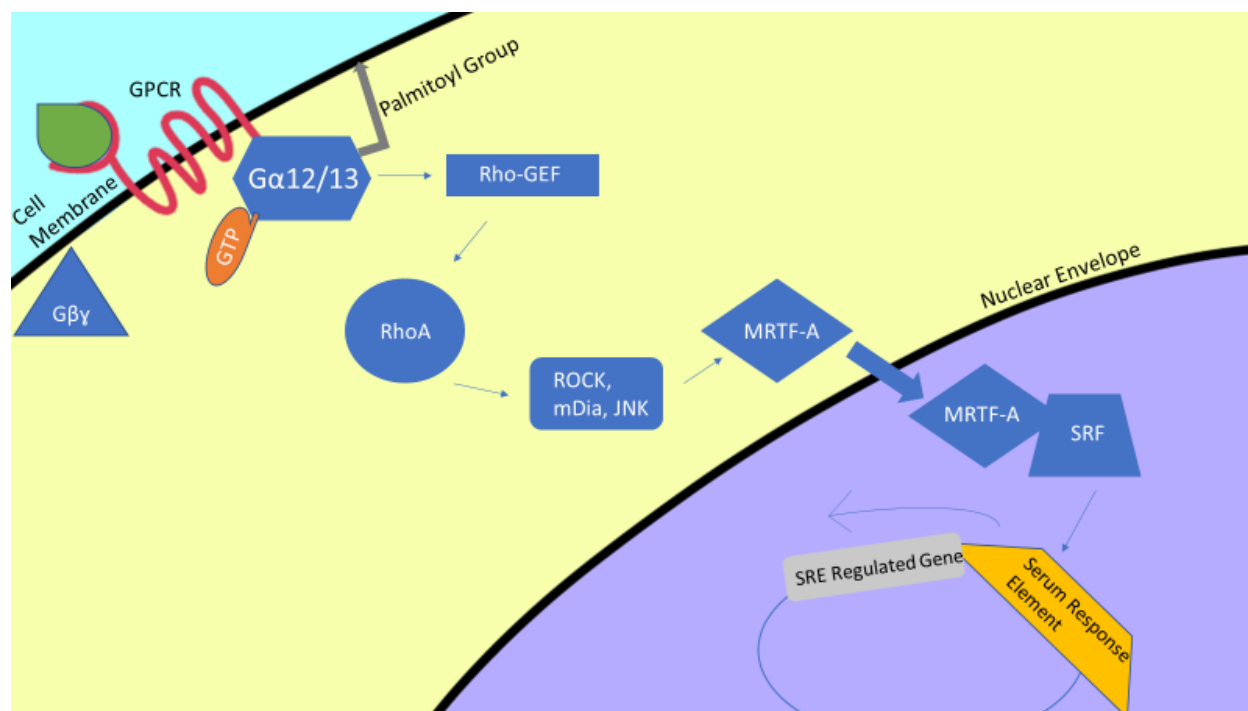 GPCR
Palmitoyl Group
Cell
Membrane
Gα12/13
Rho-GEF
GTP
Gβɣ
RhoA
Nuclear Envelope
MRTF-A
ROCK,
mDia, JNK
MRTF-A
SRF
SRE Regulated Gene
Serum Response
Element